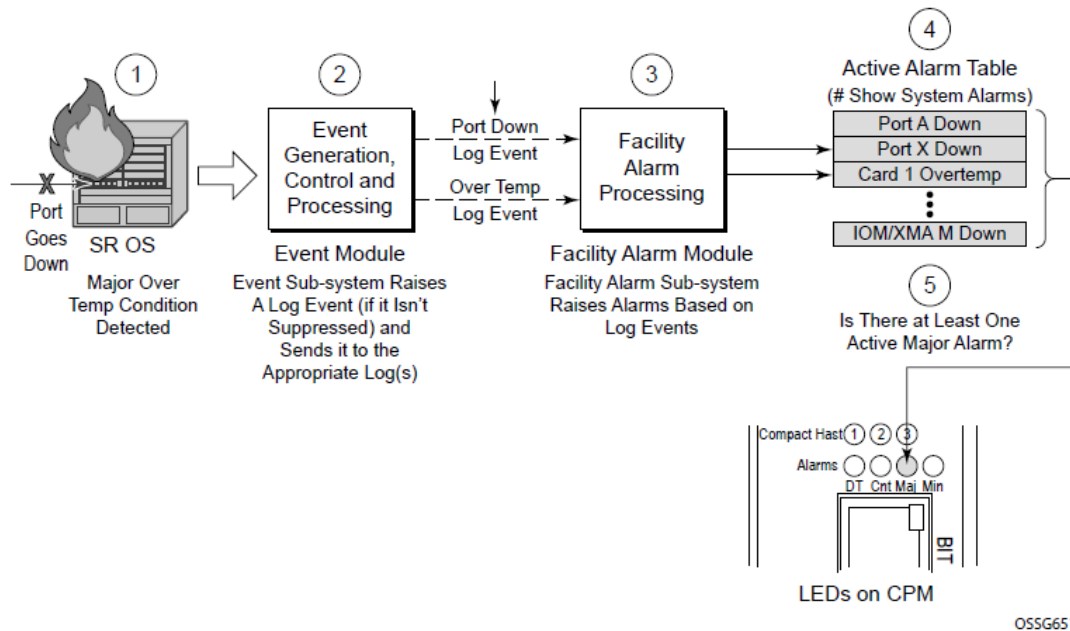 1
SR OS
Port
Goes
Down
Major Over
Temp Condition
Detected
2
Event
Generation,
Control and
Processing
Event Module
Event Sub-system Raises
A Log Event (if it Isn't
Suppressed) and
Sends it to the
Appropriate Log(s)
Port Down
Log Event
Over Temp
Log Event
3
Facility
Alarm
Processing
Facility Alarm Module
Facility Alarm Sub-system
Raises Alarms Based on
Log Events
4
Active Alarm Table
(# Show System Alarms)
Port A Down
Port X Down
Card 1 Overtemp
IOM/XMA M Down
5
Is There at Least One
Active Major Alarm?
Compact Hast 1 2 3
Alarms
DT Cnt Maj Min
BIT
LEDs on CPM
OSSG65